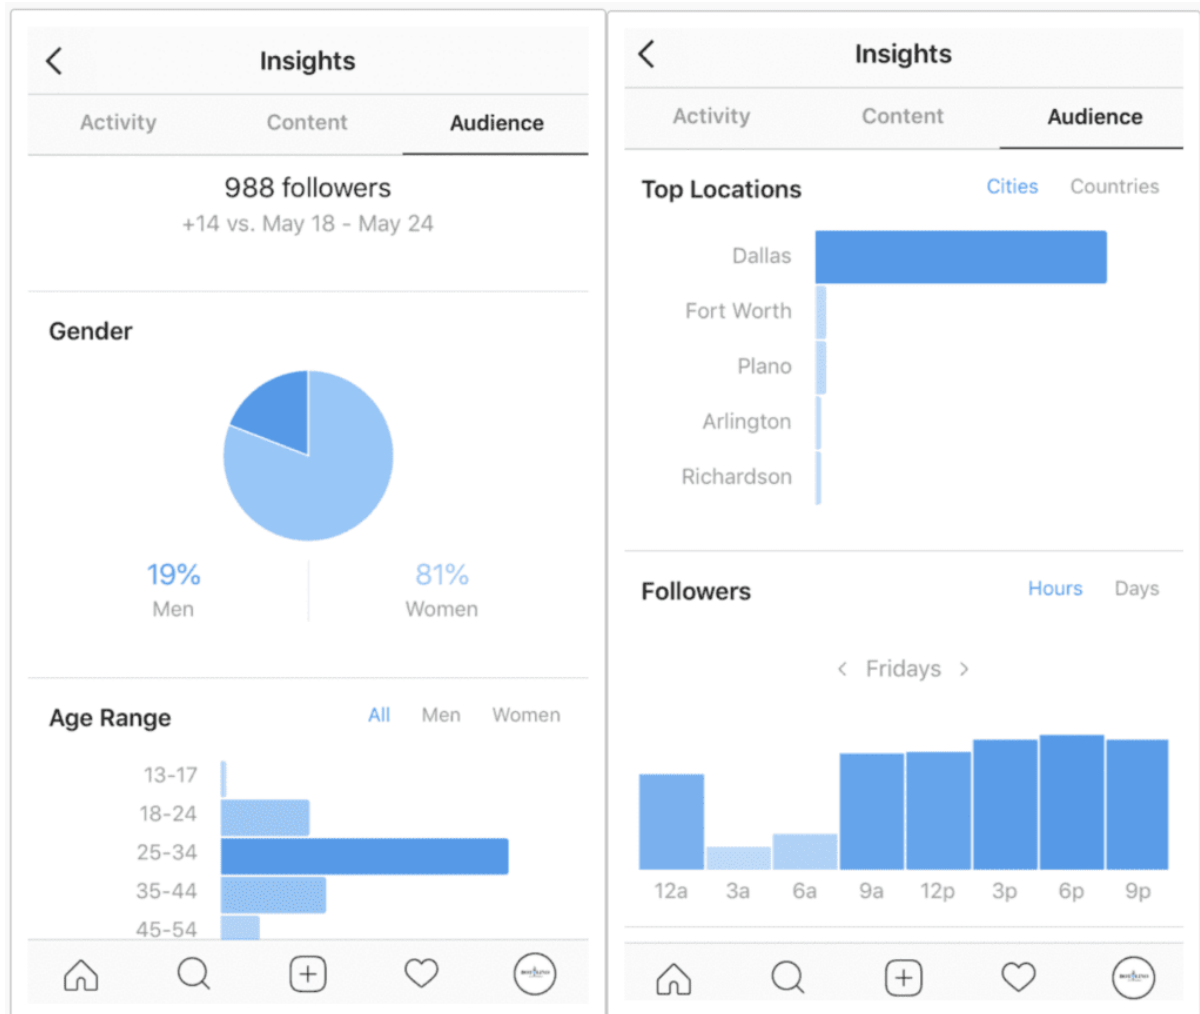 Insights
Activity Content Audience
988 followers
+14 vs. May 18 - May 24
Gender
19% 81%
Men Women
Age Range All Men Women
13-17
18-24
25-34
35-44
45-54
Insights
Activity Content Audience
Top Locations Cities Countries
Dallas
Fort Worth
Plano
Arlington
Richardson
Followers Hours Days
< Fridays >
12a 3a 6a 9a 12p 3p 6p 9p